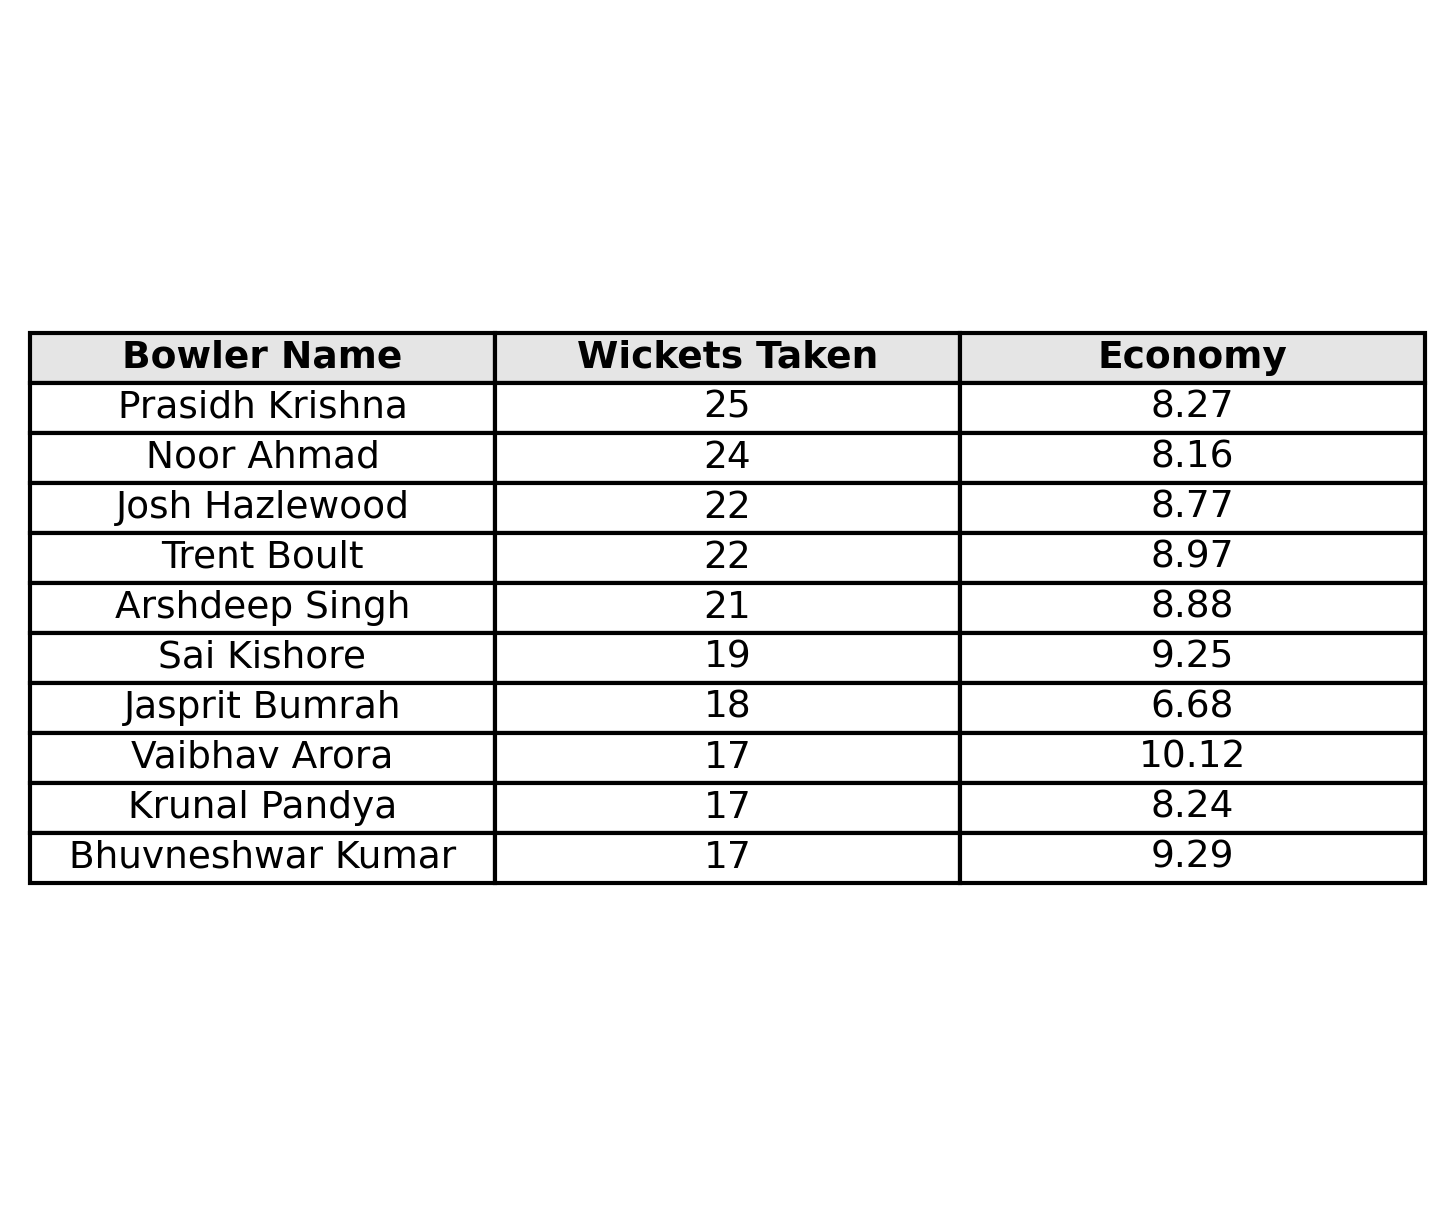 Bowler Name Wickets Taken Economy
Prasidh Krishna 25 8.27
Noor Ahmad 24 8.16
Josh Hazlewood 22 8.77
Trent Boult 22 8.97
Arshdeep Singh 21 8.88
Sai Kishore 19 9.25
Jasprit Bumrah 18 6.68
Vaibhav Arora 17 10.12
Krunal Pandya 17 8.24
Bhuvneshwar Kumar 17 9.29